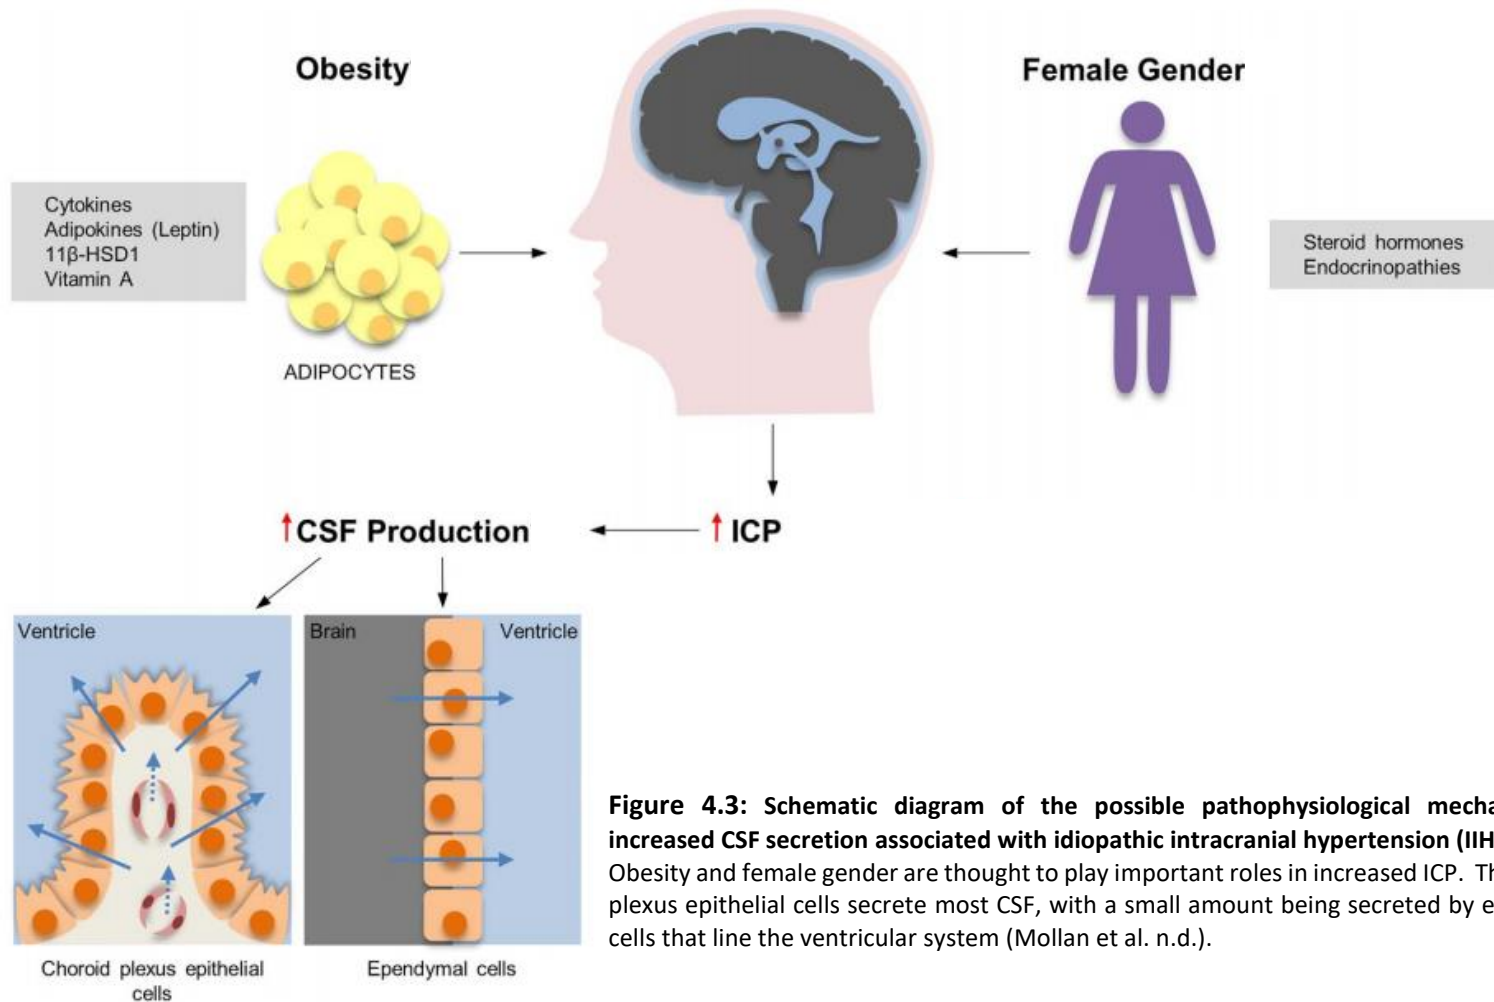 Obesity
Female Gender
Cytokines
Adipokines (Leptin)
11β-HSD1
Vitamin A
Steroid hormones
Endocrinopathies
ADIPOCYTES
↑CSF Production
↑ICP
Ventricle
Brain
Ventricle
Choroid plexus epithelial
cells
Ependymal cells
Figure 4.3: Schematic diagram of the possible pathophysiological
increased CSF secretion associated with idiopathic intracranial hypertension (IIH
Obesity and female gender are thought to play important roles in increased ICP.
plexus epithelial cells secrete most CSF, with a small amount being secreted by
cells that line the ventricular system (Mollan et al. n.d.).